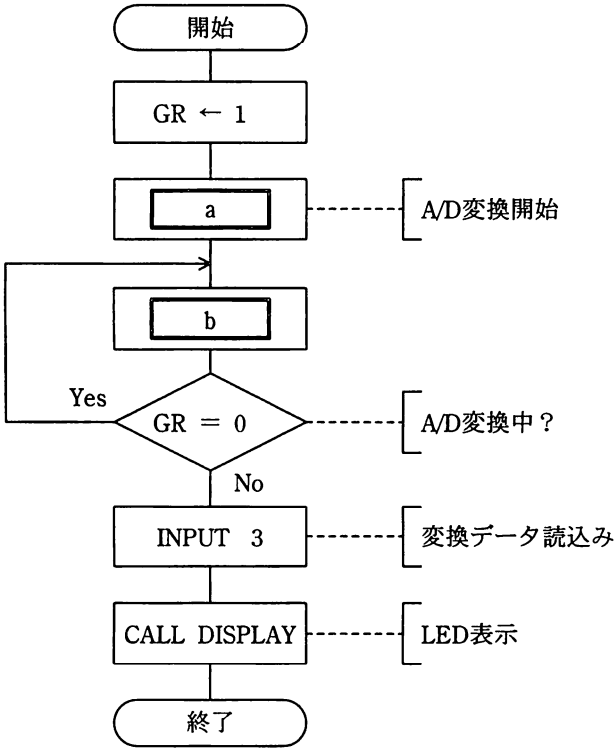 開始
GR ← 1
a
A/D変換開始
b
Yes
GR = 0
A/D変換中?
No
INPUT 3
変換データ読込み
CALL DISPLAY
LED表示
終了